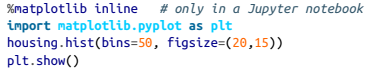 %matplotlib inline   # only in a Jupyter notebook
import matplotlib.pyplot as plt
housing.hist(bins=50, figsize=(20,15))
plt.show()